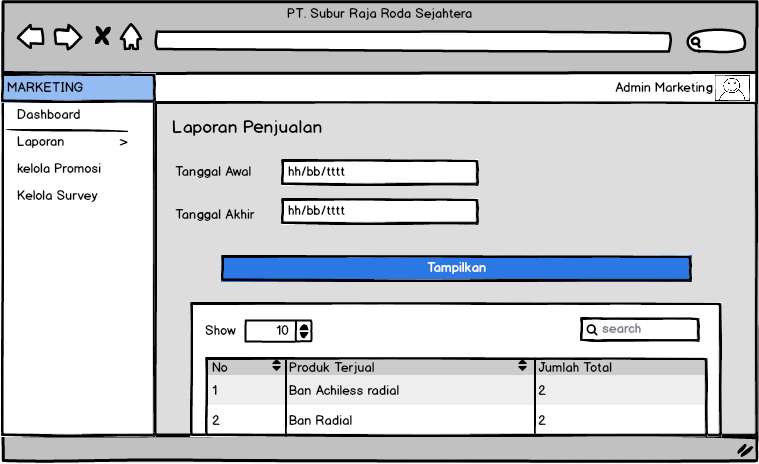 PT. Subur Raja Roda Sejahtera
MARKETING
Admin Marketing
Dashboard
Laporan >
kelola Promosi
Kelola Survey
Laporan Penjualan
Tanggal Awal hh/bb/tttt
Tanggal Akhir hh/bb/tttt
Tampilkan
Show 10 search
No Produk Terjual Jumlah Total
1 Ban Achiless radial 2
2 Ban Radial 2